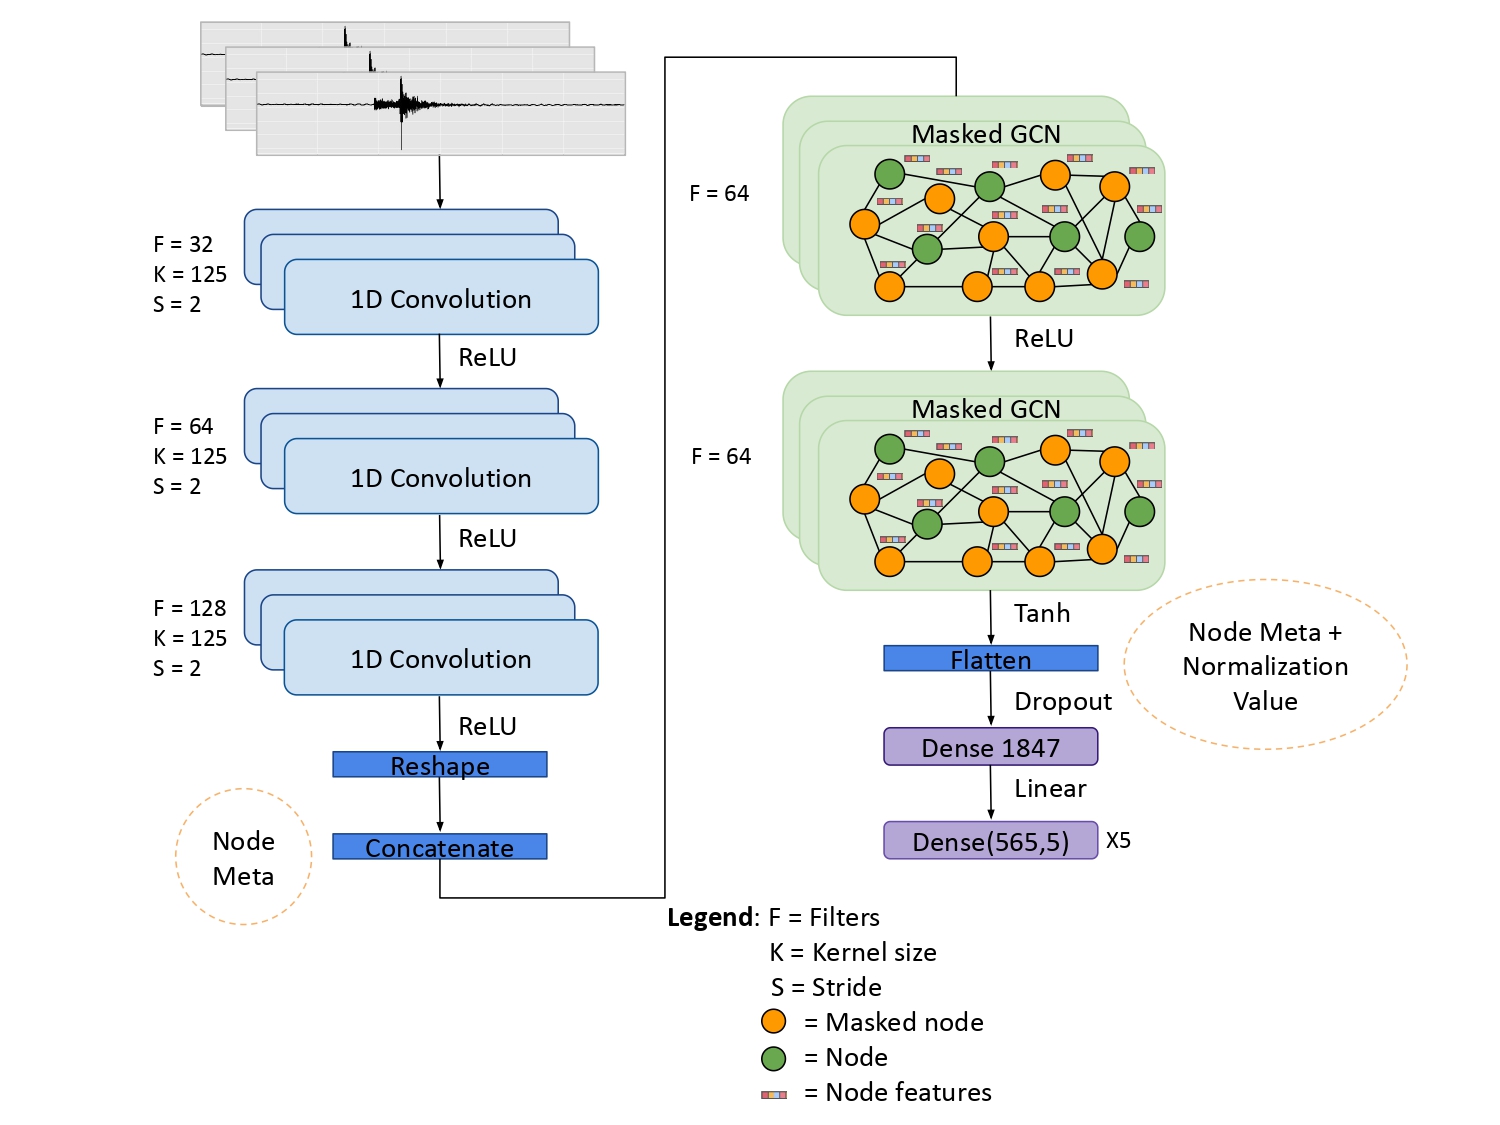 F = 32
K = 125
S = 2
1D Convolution
ReLU
F = 64
K = 125
S = 2
1D Convolution
ReLU
F = 128
K = 125
S = 2
1D Convolution
ReLU
Reshape
Node
Meta
Concatenate
Masked GCN
F = 64
ReLU
Masked GCN
F = 64
Tanh
Flatten
Node Meta +
Normalization
Value
Dropout
Dense 1847
Linear
Dense(565,5) X5
Legend: F = Filters
K = Kernel size
S = Stride
= Masked node
= Node
= Node features